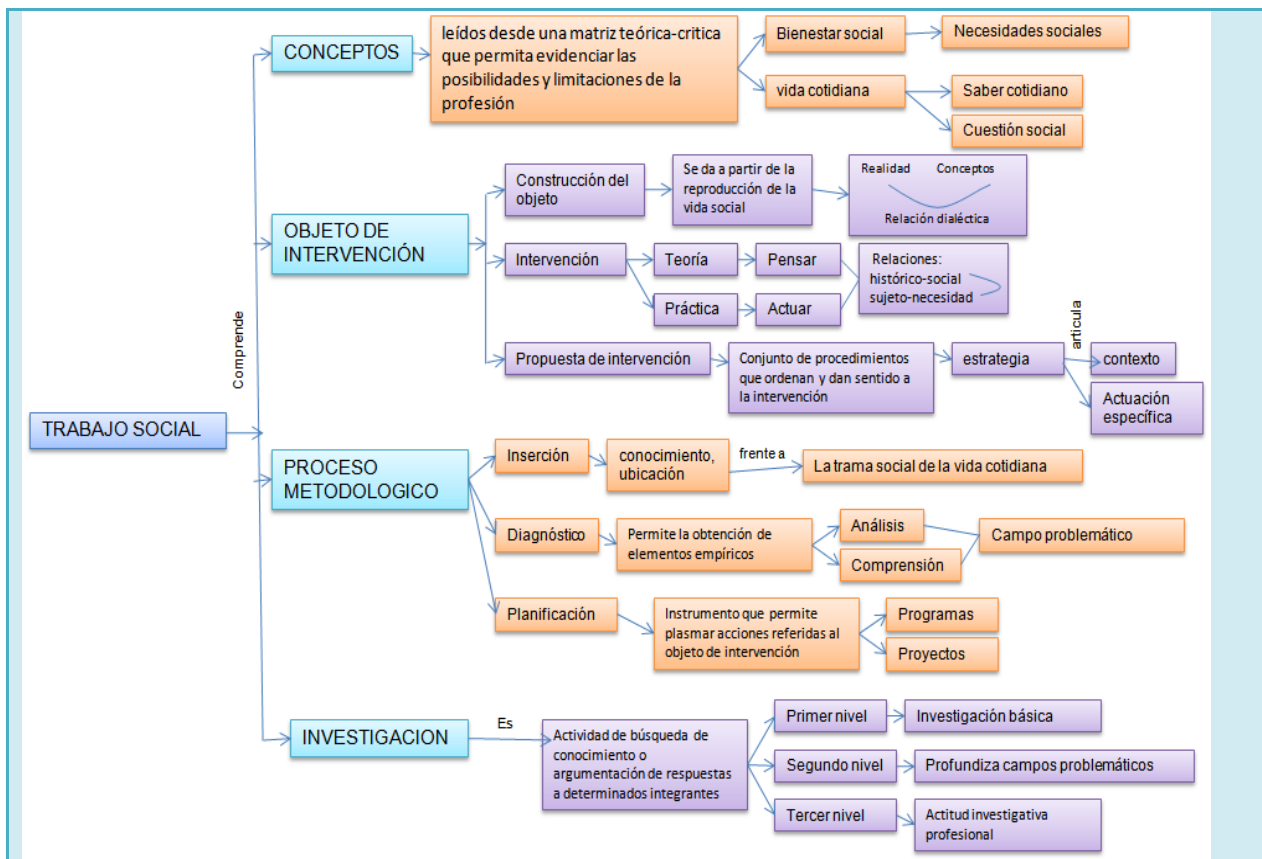 CONCEPTOS
leídos desde una matriz teórica-critica
que permita evidenciar las
posibilidades y limitaciones de la
profesión
Bienestar social
Necesidades sociales
vida cotidiana
Saber cotidiano
Cuestión social
OBJETO DE
INTERVENCIÓN
Construcción del
objeto
Se da a partir de la
reproducción de la
vida social
Realidad Conceptos
Relación dialéctica
Intervención
Teoría
Pensar
Práctica
Actuar
Relaciones:
histórico-social
sujeto-necesidad
Propuesta de intervención
Conjunto de procedimientos
que ordenan y dan sentido a
la intervención
estrategia
articula
contexto
Actuación
específica
Comprende
TRABAJO SOCIAL
PROCESO
METODOLOGICO
Inserción
conocimiento,
ubicación
frente a
La trama social de la vida cotidiana
Diagnóstico
Permite la obtención de
elementos empíricos
Análisis
Comprensión
Campo problemático
Planificación
Instrumento que permite
plasmar acciones referidas al
objeto de intervención
Programas
Proyectos
INVESTIGACION
Es
Actividad de búsqueda de
conocimiento o
argumentación de respuestas
a determinados integrantes
Primer nivel
Investigación básica
Segundo nivel
Profundiza campos problemáticos
Tercer nivel
Actitud investigativa
profesional